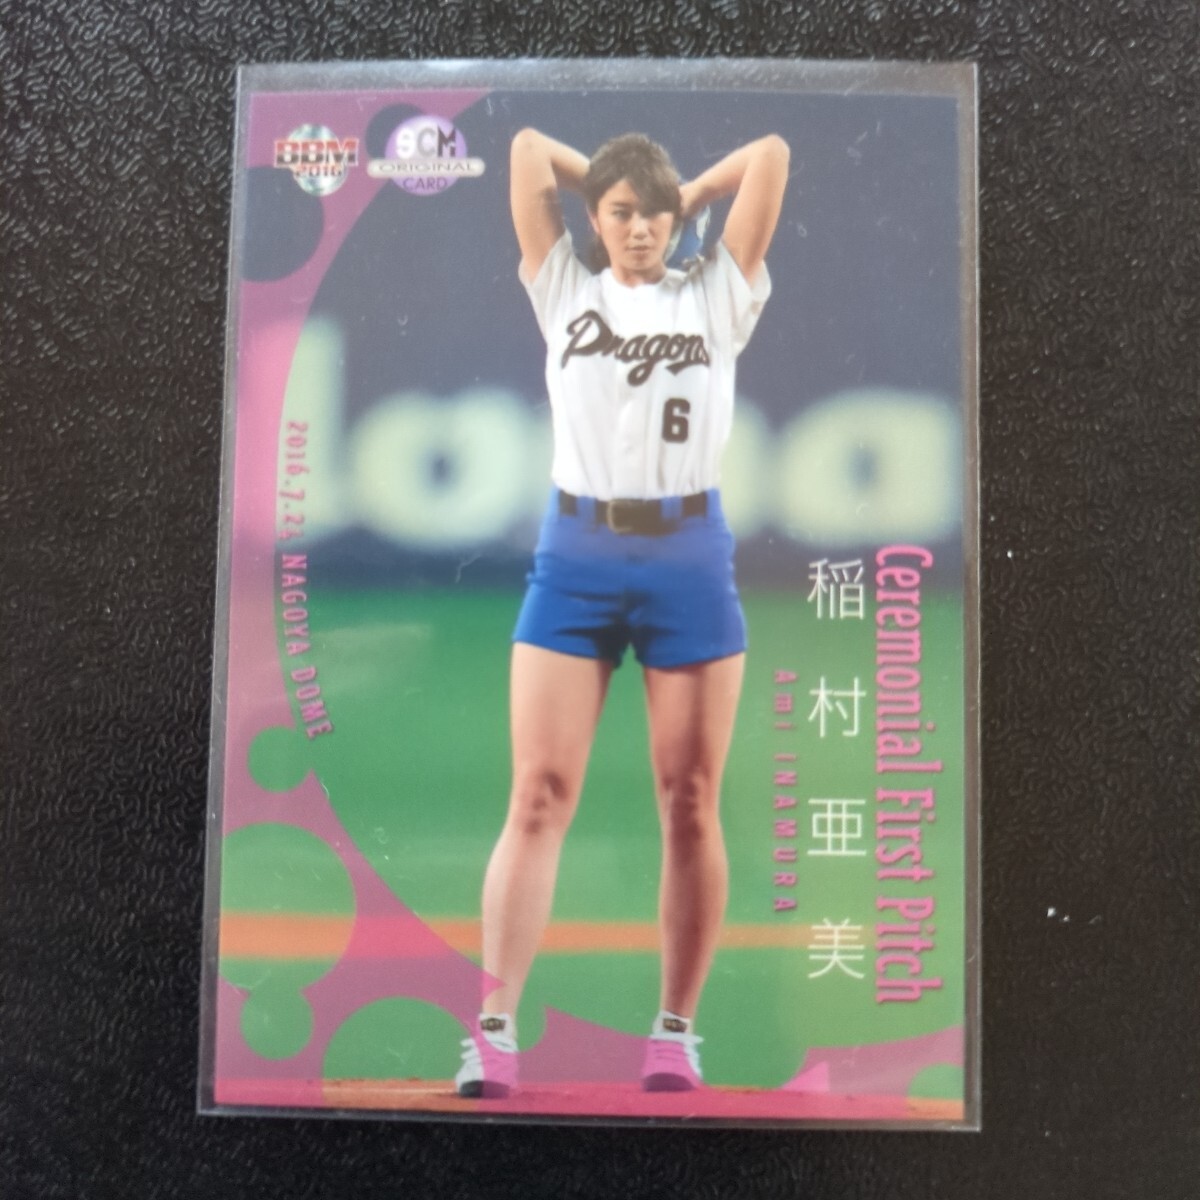 BBM
2016
SCM
ORIGINAL
CARD
Dragons
6
2016.7.24 NAGOYA DOME
Ceremonial First Pitch
稲村亜美
Ami INAMURA